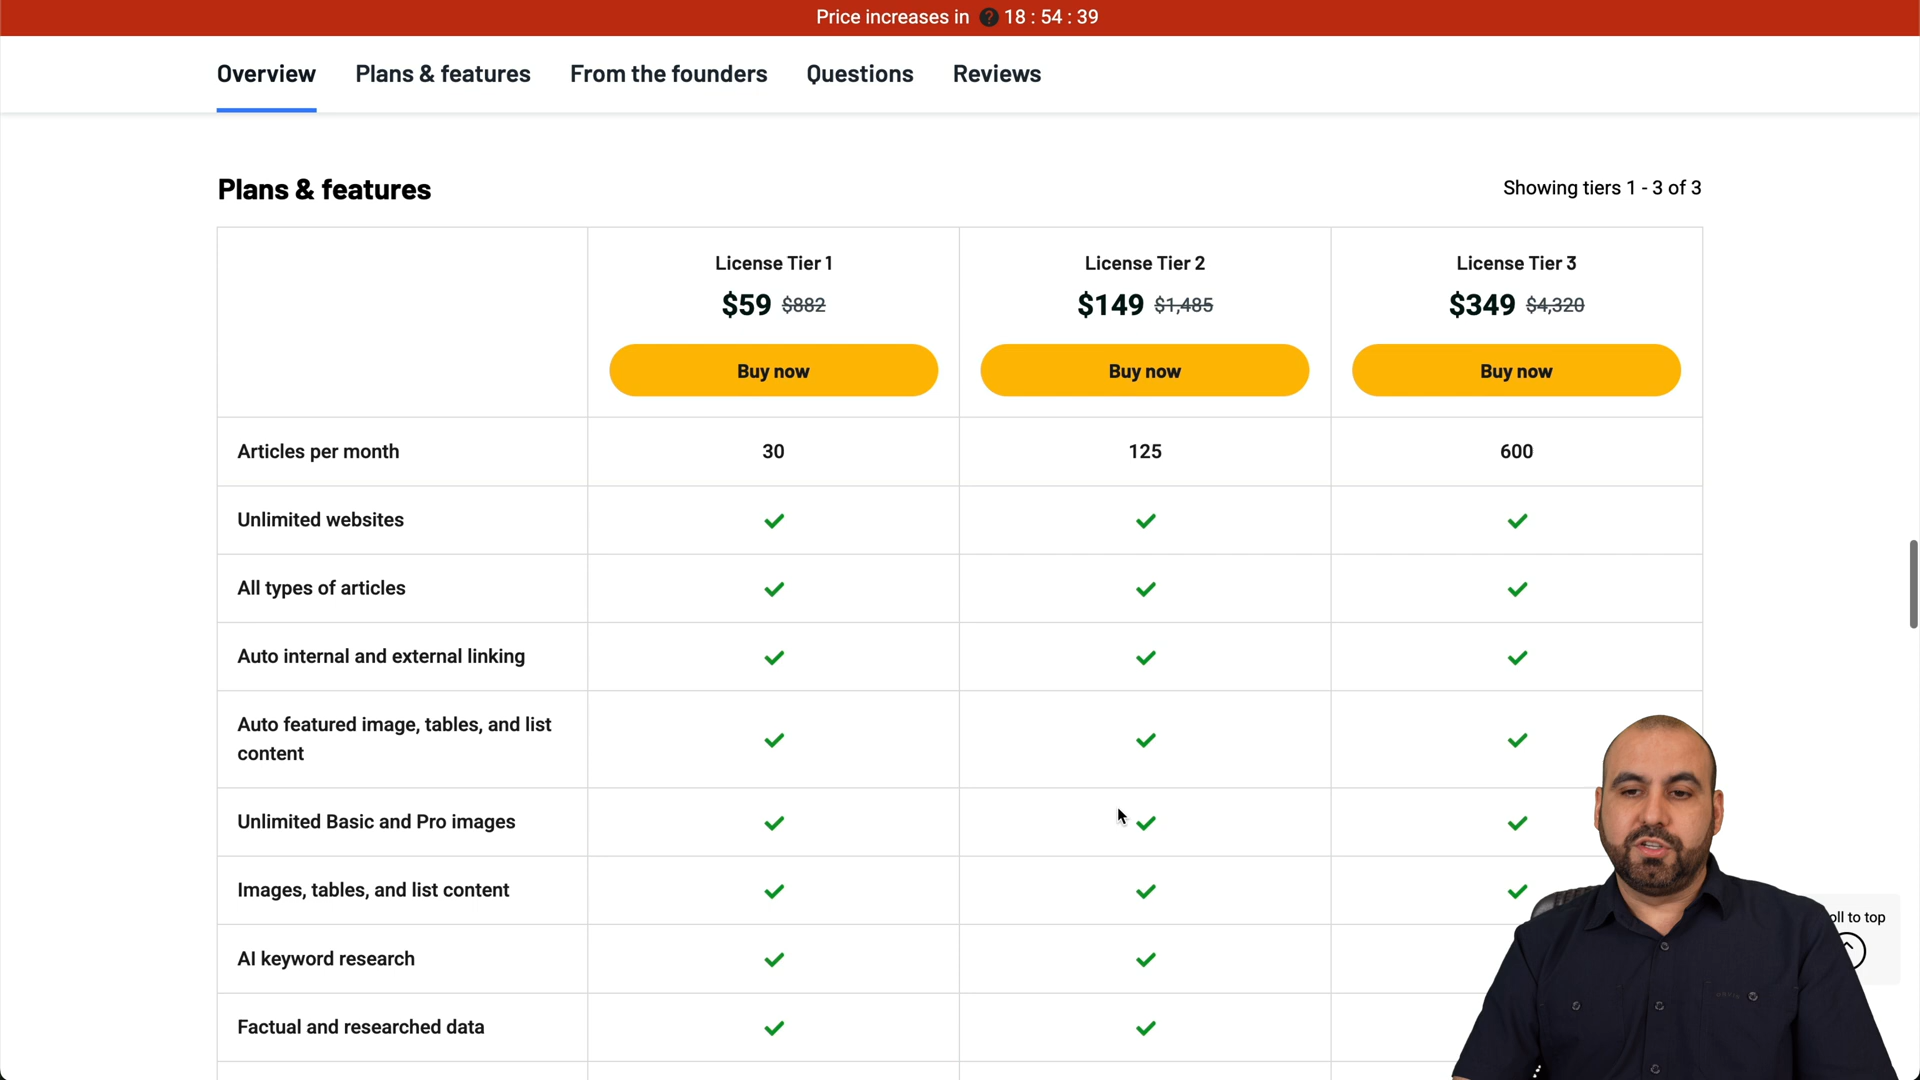 Price increases in ? 18 : 54 : 39
Overview Plans & features From the founders Questions Reviews
Plans & features
Showing tiers 1 - 3 of 3
License Tier 1 License Tier 2 License Tier 3
$59 $882 $149 $1,485 $349 $4,320
Buy now Buy now Buy now
Articles per month 30 125 600
Unlimited websites
All types of articles
Auto internal and external linking
Auto featured image, tables, and list
content
Unlimited Basic and Pro images
Images, tables, and list content
oll to top
AI keyword research
Factual and researched data